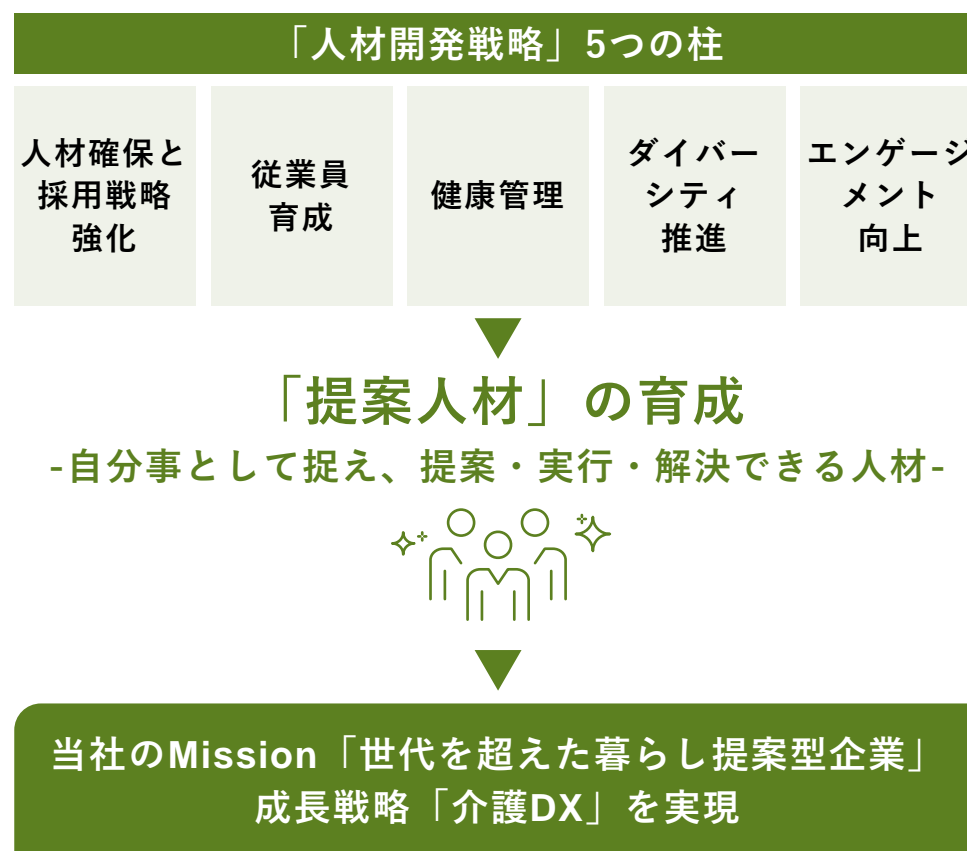 「人材開発戦略」5つの柱
人材確保と
採用戦略
強化
従業員
育成
健康管理
ダイバー
シティ
推進
エンゲージ
メント
向上
「提案人材」の育成
-自分事として捉え、提案・実行・解決できる人材-
当社のMission「世代を超えた暮らし提案型企業」
成長戦略「介護DX」を実現